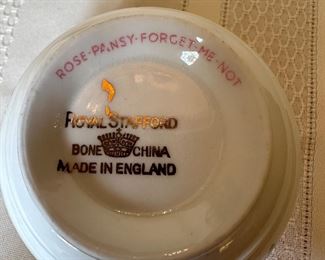 ROSE-PANSY-FORGET-ME-NOT
ROYAL STAFFORD
BONE CHINA
MADE IN ENGLAND